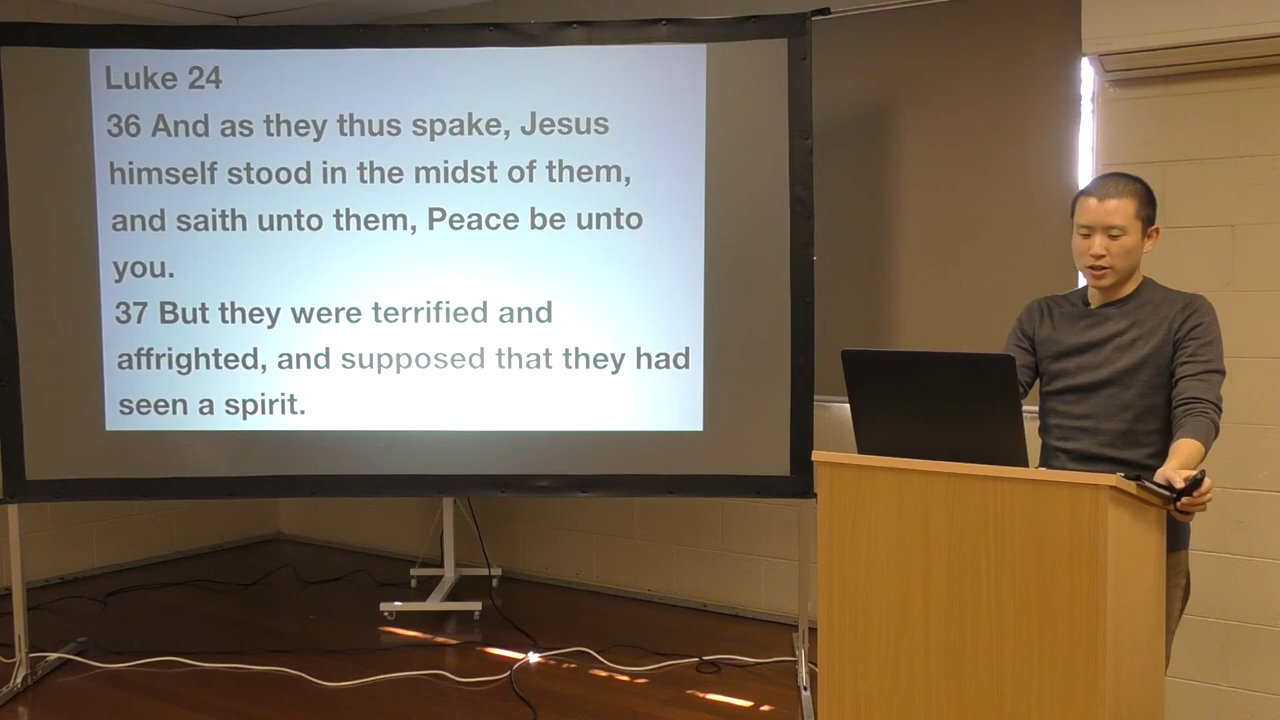 Luke 24
36 And as they thus spake, Jesus
himself stood in the midst of them,
and saith unto them, Peace be unto
you.
37 But they were terrified and
affrighted, and supposed that they had
seen a spirit.